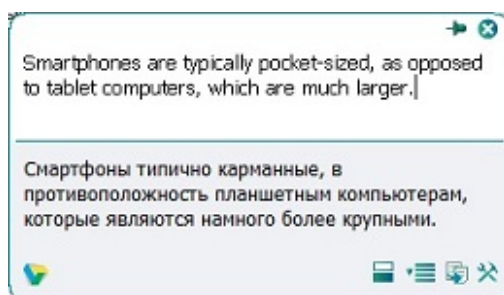 Smartphones are typically pocket-sized, as opposed
to tablet computers, which are much larger.
Смартфоны типично карманные, в
противоположность планшетным компьютерам,
которые являются намного более крупными.